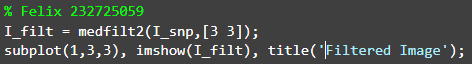 % Felix 232725059
I_filt = medfilt2(I_snp,[3 3]);
subplot(1,3,3), imshow(I_filt), title('Filtered Image');